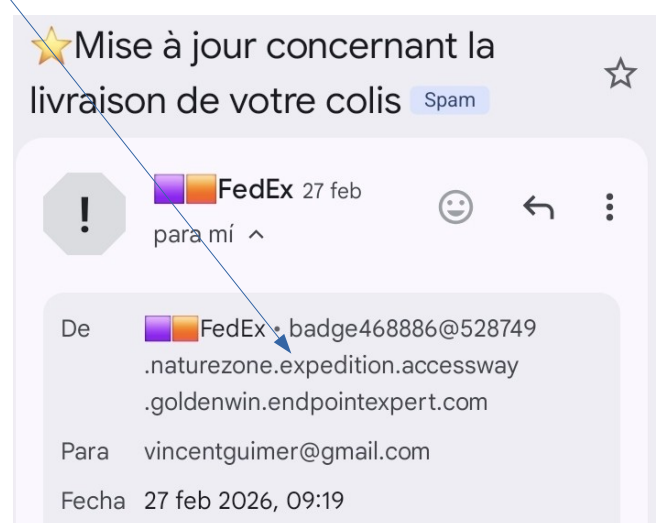 ⭐Mise à jour concernant la
livraison de votre colis Spam
! 🟪🟧FedEx 27 feb
para mí
De 🟪🟧FedEx • badge468886@528749
.naturezone.expedition.accessway
.goldenwin.endpointexpert.com
Para vincentguimer@gmail.com
Fecha 27 feb 2026, 09:19